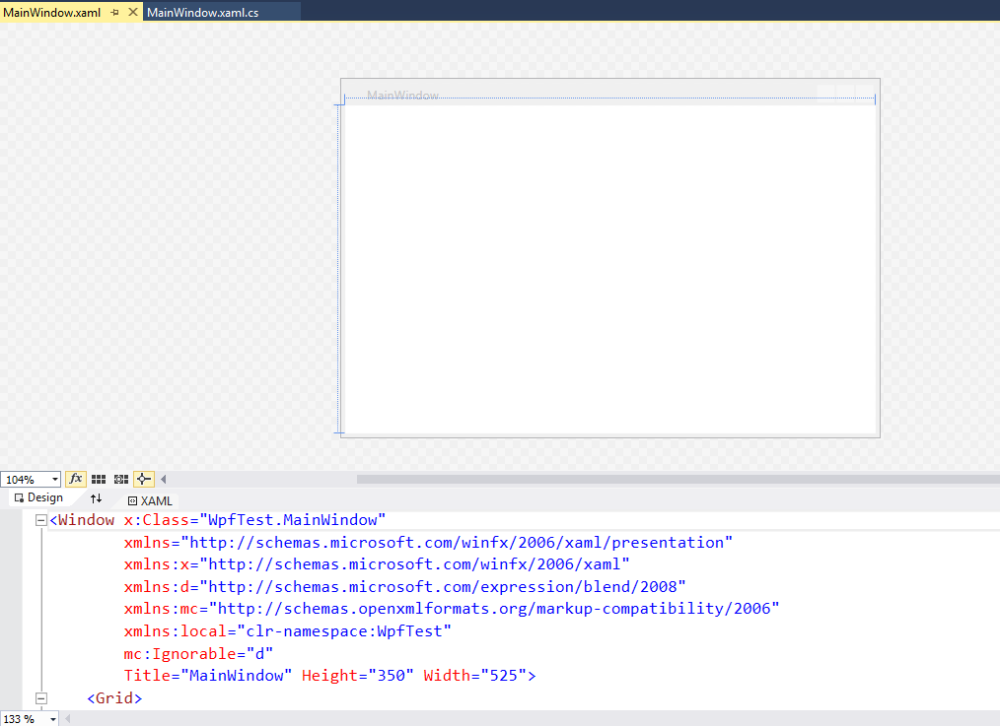 MainWindow.xaml
MainWindow.xaml.cs
MainWindow
104%
fx
Design
XAML
<Window x:Class="WpfTest.MainWindow"
xmlns="http://schemas.microsoft.com/winfx/2006/xaml/presentation"
xmlns:x="http://schemas.microsoft.com/winfx/2006/xaml"
xmlns:d="http://schemas.microsoft.com/expression/blend/2008"
xmlns:mc="http://schemas.openxmlformats.org/markup-compatibility/2006"
xmlns:local="clr-namespace:WpfTest"
mc:Ignorable="d"
Title="MainWindow" Height="350" Width="525">
<Grid>
133 %